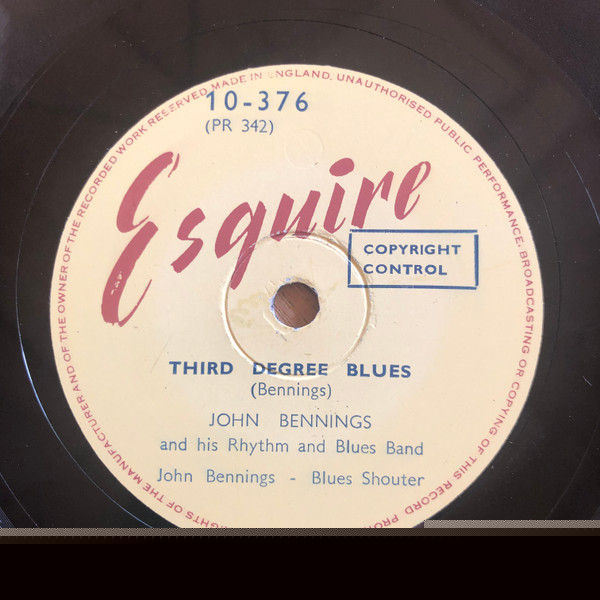 RIGHTS OF THE MANUFACTURER AND OF THE OWNER OF THE RECORDED WORK RESERVED MADE IN ENGLAND. UNAUTHORISED PUBLIC PERFORMANCE. BROADCASTING OR COPYING OF THIS RECORD
10-376
(PR 342)
Esquire
COPYRIGHT
CONTROL
THIRD DEGREE BLUES
(Bennings)
JOHN BENNINGS
and his Rhythm and Blues Band
John Bennings - Blues Shouter